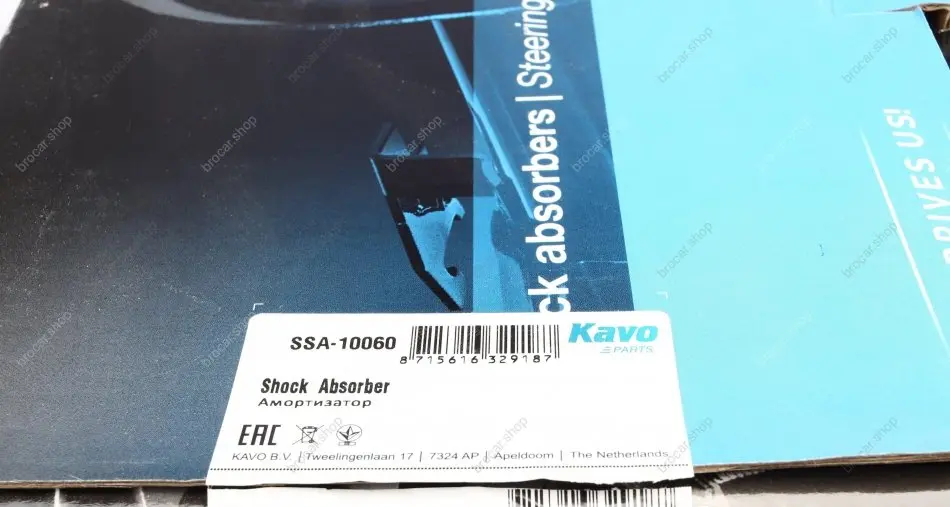 ck absorbers | Steering
RIVES US!
SSA-10060
8 715616 329187
Kavo
PARTS
Shock Absorber
Амортизатор
EAC
KAVO B.V. | Tweelingenlaan 17 | 7324 AP | Apeldoorn | The Netherlands
brocar.shop